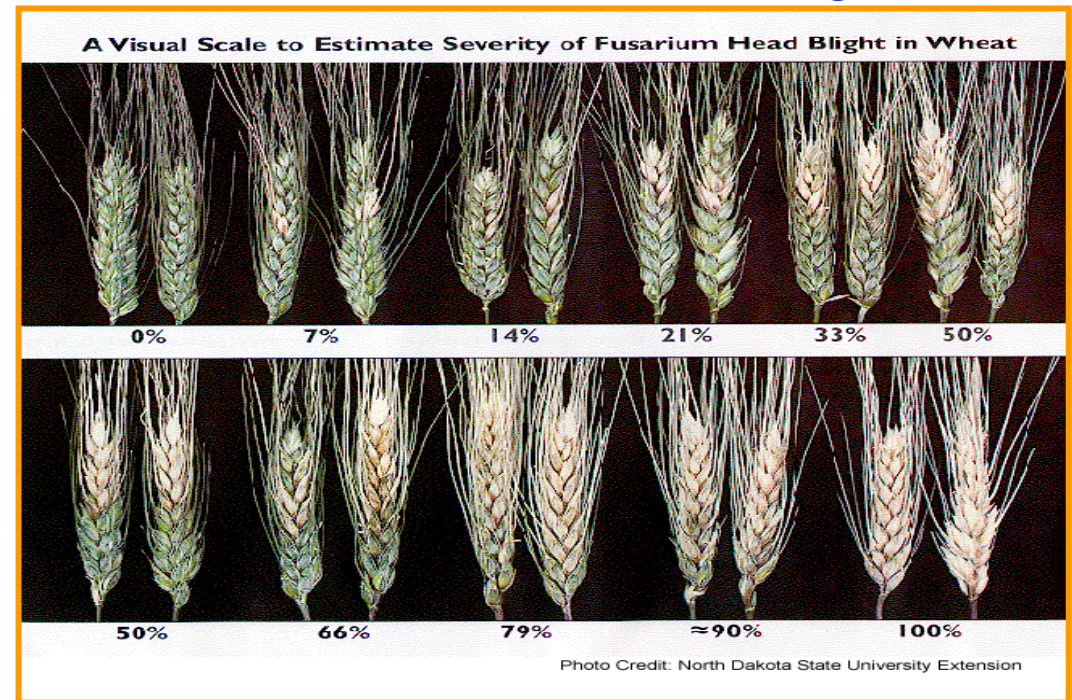 A Visual Scale to Estimate Severity of Fusarium Head Blight in Wheat
0% 7% 14% 21% 33% 50%
50% 66% 79% ≈90% 100%
Photo Credit: North Dakota State University Extension